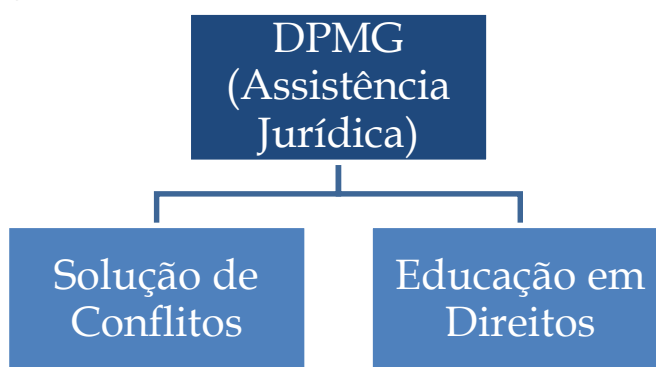 DPMG
(Assistência
Jurídica)
Solução de
Conflitos
Educação em
Direitos